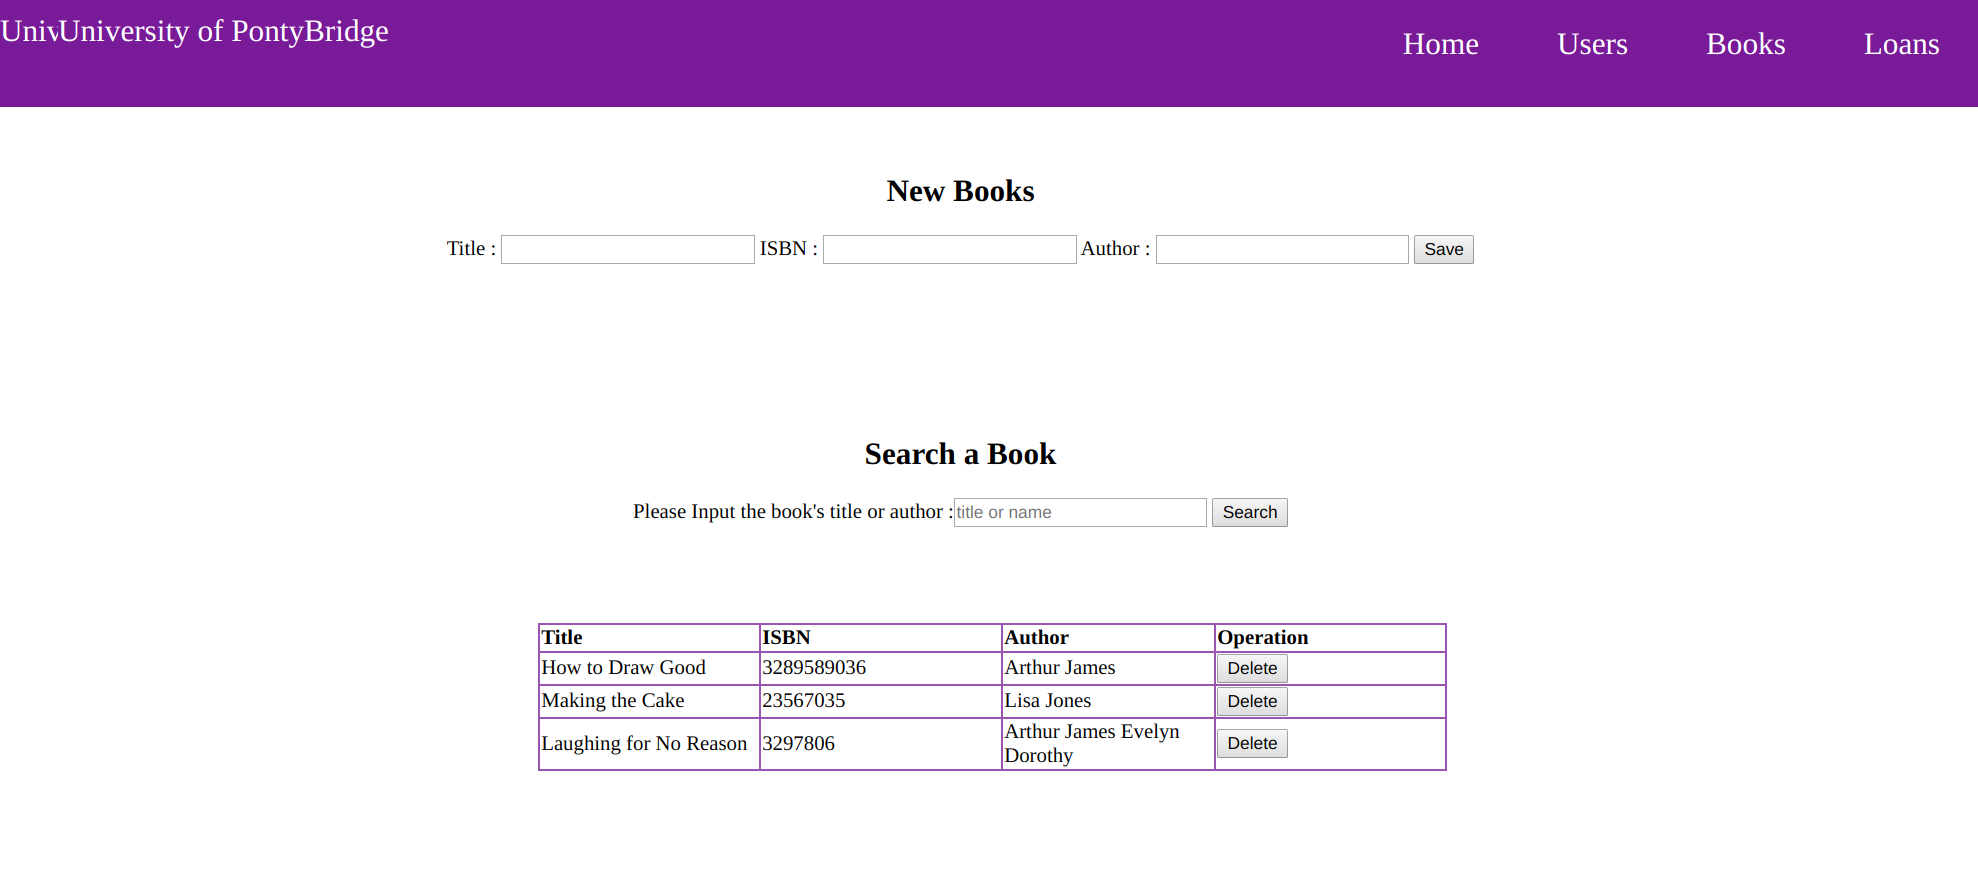 UnivUniversity of PontyBridge Home Users Books Loans
New Books
Title : ISBN : Author : Save
Search a Book
Please Input the book's title or author : title or name Search
Title ISBN Author Operation
How to Draw Good 3289589036 Arthur James Delete
Making the Cake 23567035 Lisa Jones Delete
Laughing for No Reason 3297806 Arthur James Evelyn Delete
Dorothy